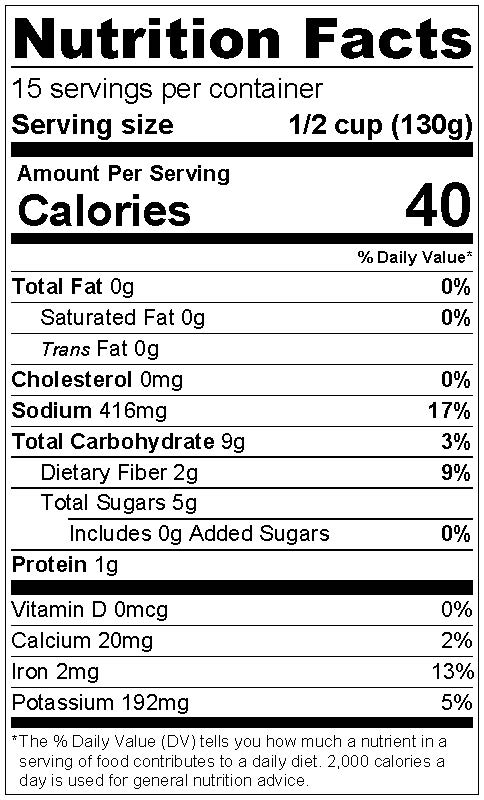 Nutrition Facts
15 servings per container
Serving size 1/2 cup (130g)
Amount Per Serving
Calories 40
% Daily Value*
Total Fat 0g 0%
Saturated Fat 0g 0%
Trans Fat 0g
Cholesterol 0mg 0%
Sodium 416mg 17%
Total Carbohydrate 9g 3%
Dietary Fiber 2g 9%
Total Sugars 5g
Includes 0g Added Sugars 0%
Protein 1g
Vitamin D 0mcg 0%
Calcium 20mg 2%
Iron 2mg 13%
Potassium 192mg 5%
*The % Daily Value (DV) tells you how much a nutrient in a
serving of food contributes to a daily diet. 2,000 calories a
day is used for general nutrition advice.